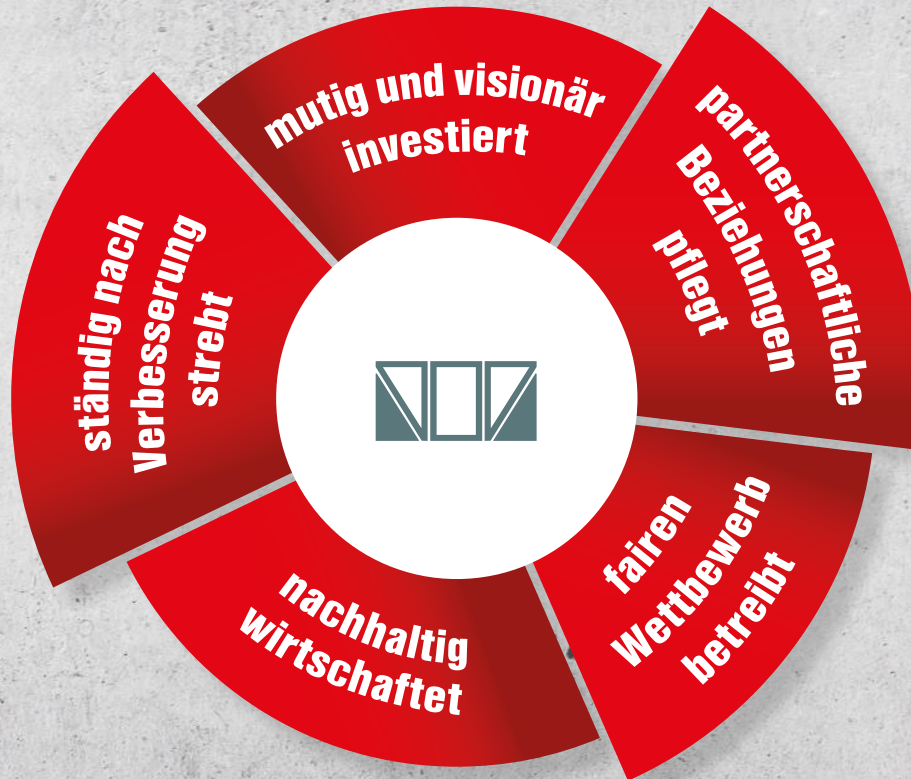 mutig und visionär
investiert
partnerschaftliche
Beziehungen
pflegt
fairen
Wettbewerb
betreibt
nachhaltig
wirtschaftet
ständig nach
Verbesserung
strebt